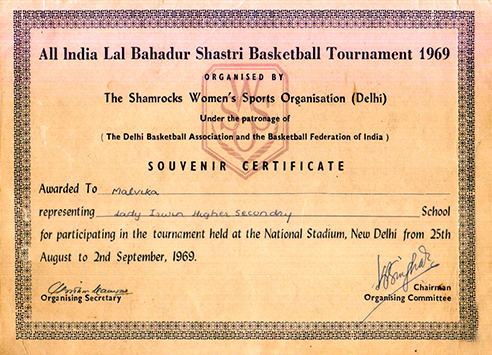 All India Lal Bahadur Shastri Basketball Tournament 1969
ORGANISED BY
The Shamrocks Women's Sports Organisation (Delhi)
Under the patronage of
( The Delhi Basketball Association and the Basketball Federation of India )
SOUVENIR CERTIFICATE
Awarded To Malvika
representing Lady Irwin Higher Secondry School
for participating in the tournament held at the National Stadium, New Delhi from 25th
August to 2nd September, 1969.
Organising Secretary
Chairman
Organising Committee